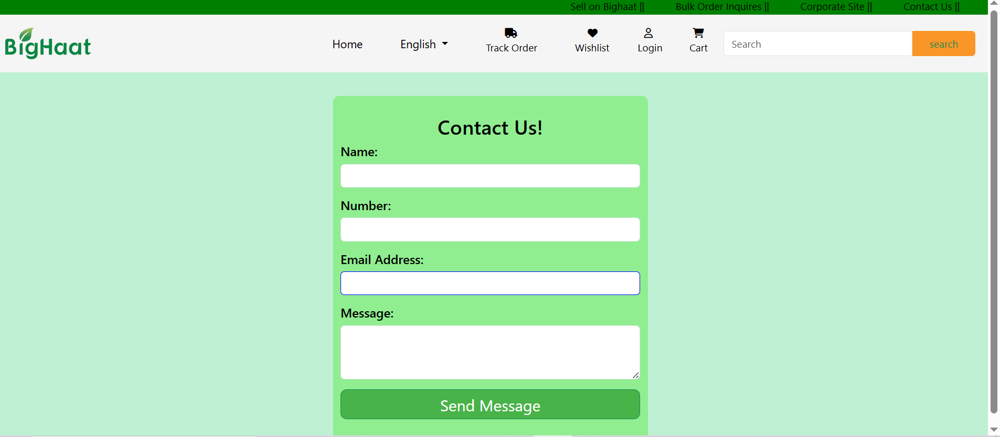 Sell on Bighaat || Bulk Order Inquires || Corporate Site || Contact Us ||
BigHaat
Home English Track Order Wishlist Login Cart Search search
Contact Us!
Name:
Number:
Email Address:
Message:
Send Message